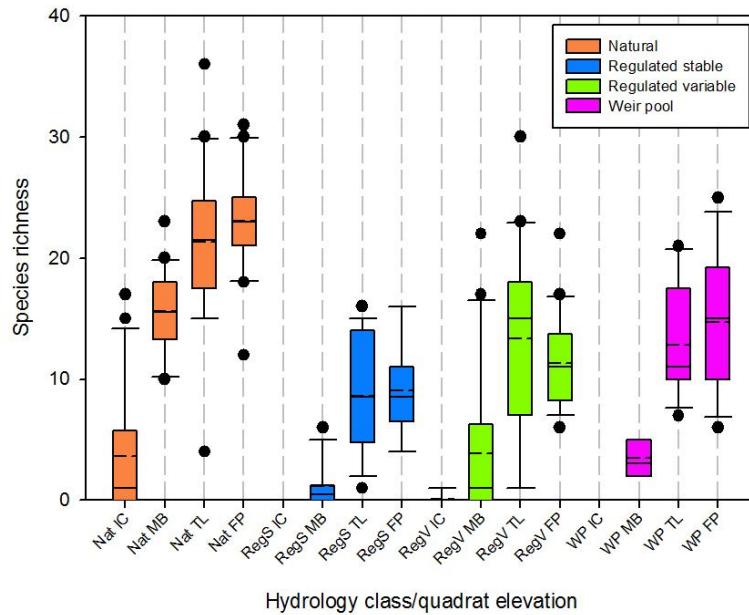 40
30
20
10
0
Species richness
Natural
Regulated stable
Regulated variable
Weir pool
Nat IC
Nat MB
Nat TL
Nat FP
RegS IC
RegS MB
RegS TL
RegS FP
RegV IC
RegV MB
RegV TL
RegV FP
WP IC
WP MB
WP TL
WP FP
Hydrology class/quadrat elevation